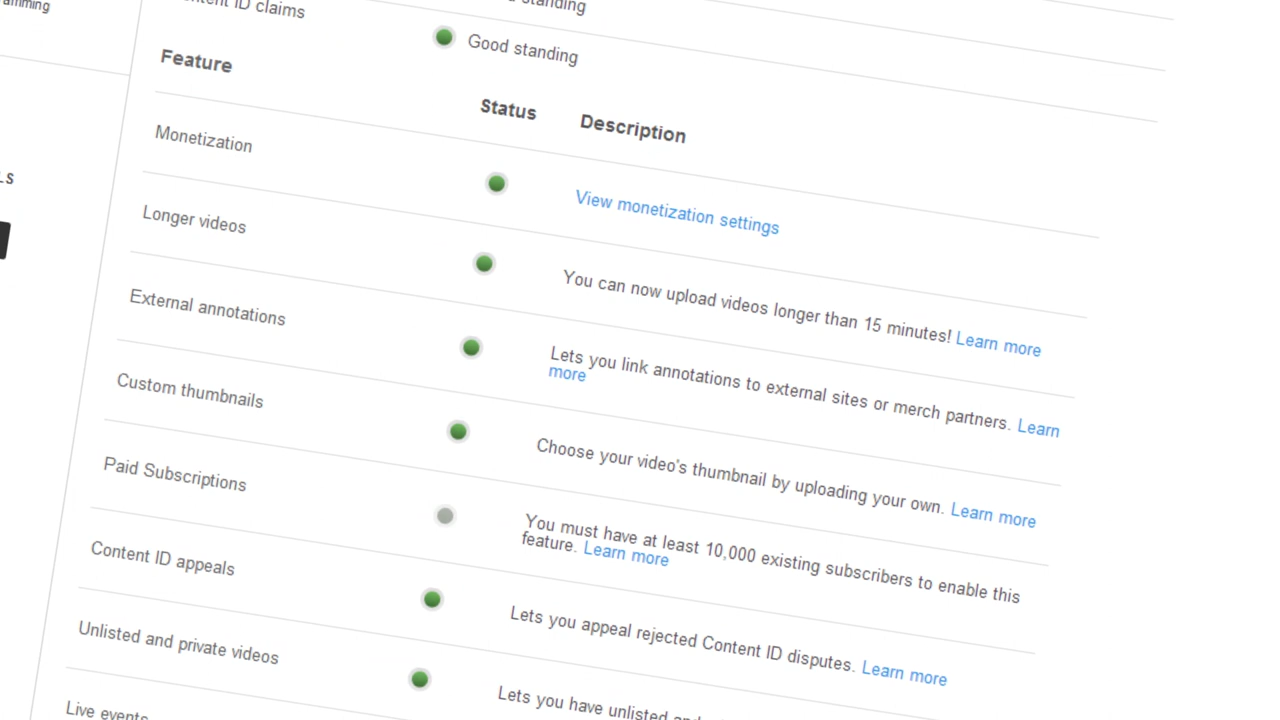 ID claims
standing
Good standing
Feature
Status
Description
Monetization
View monetization settings
Longer videos
You can now upload videos longer than 15 minutes! Learn more
External annotations
Lets you link annotations to external sites or merch partners. Learn
more
Custom thumbnails
Choose your video's thumbnail by uploading your own. Learn more
Paid Subscriptions
You must have at least 10,000 existing subscribers to enable this
feature. Learn more
Content ID appeals
Lets you appeal rejected Content ID disputes. Learn more
Unlisted and private videos
Lets you have unlisted
Live events